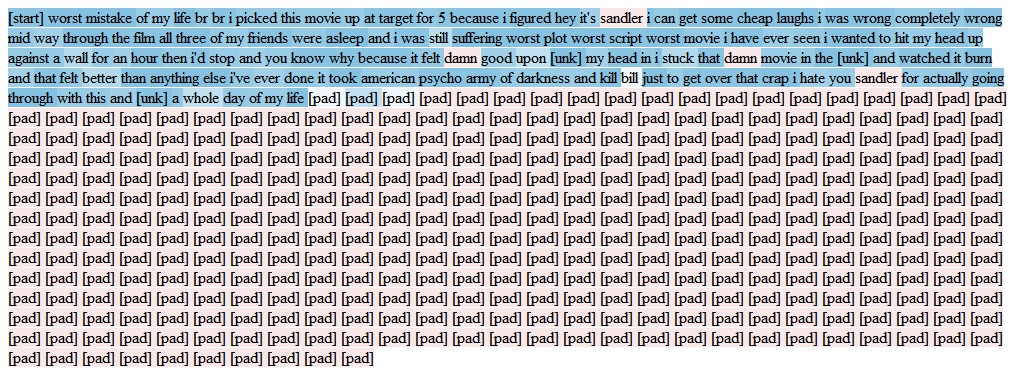 [start] worst mistake of my life br br i picked this movie up at target for 5 because i figured hey it's sandler i can get some cheap laughs i was wrong completely wrong
mid way through the film all three of my friends were asleep and i was still suffering worst plot worst script worst movie i have ever seen i wanted to hit my head up
against a wall for an hour then i'd stop and you know why because it felt damn good upon [unk] my head in i stuck that damn movie in the [unk] and watched it burn
and that felt better than anything else i've ever done it took american psycho army of darkness and kill bill just to get over that crap i hate you sandler for actually going
through with this and [unk] a whole day of my life [pad] [pad] [pad] [pad] [pad] [pad] [pad] [pad] [pad] [pad] [pad] [pad] [pad] [pad] [pad] [pad] [pad] [pad] [pad]
[pad] [pad] [pad] [pad] [pad] [pad] [pad] [pad] [pad] [pad] [pad] [pad] [pad] [pad] [pad] [pad] [pad] [pad] [pad] [pad] [pad] [pad] [pad] [pad] [pad] [pad] [pad]
[pad] [pad] [pad] [pad] [pad] [pad] [pad] [pad] [pad] [pad] [pad] [pad] [pad] [pad] [pad] [pad] [pad] [pad] [pad] [pad] [pad] [pad] [pad] [pad] [pad] [pad] [pad]
[pad] [pad] [pad] [pad] [pad] [pad] [pad] [pad] [pad] [pad] [pad] [pad] [pad] [pad] [pad] [pad] [pad] [pad] [pad] [pad] [pad] [pad] [pad] [pad] [pad] [pad] [pad]
[pad] [pad] [pad] [pad] [pad] [pad] [pad] [pad] [pad] [pad] [pad] [pad] [pad] [pad] [pad] [pad] [pad] [pad] [pad] [pad] [pad] [pad] [pad] [pad] [pad] [pad] [pad]
[pad] [pad] [pad] [pad] [pad] [pad] [pad] [pad] [pad] [pad] [pad] [pad] [pad] [pad] [pad] [pad] [pad] [pad] [pad] [pad] [pad] [pad] [pad] [pad] [pad] [pad] [pad]
[pad] [pad] [pad] [pad] [pad] [pad] [pad] [pad] [pad] [pad] [pad] [pad] [pad] [pad] [pad] [pad] [pad] [pad] [pad] [pad] [pad] [pad] [pad] [pad] [pad] [pad] [pad]
[pad] [pad] [pad] [pad] [pad] [pad] [pad] [pad] [pad] [pad] [pad] [pad] [pad] [pad] [pad] [pad] [pad] [pad] [pad] [pad] [pad] [pad] [pad] [pad] [pad] [pad] [pad]
[pad] [pad] [pad] [pad] [pad] [pad] [pad] [pad] [pad] [pad] [pad] [pad] [pad] [pad] [pad] [pad] [pad] [pad] [pad] [pad] [pad] [pad] [pad] [pad] [pad] [pad] [pad]
[pad] [pad] [pad] [pad] [pad] [pad] [pad] [pad] [pad] [pad] [pad] [pad] [pad] [pad] [pad] [pad] [pad] [pad] [pad] [pad] [pad] [pad] [pad] [pad] [pad] [pad] [pad]
[pad] [pad] [pad] [pad] [pad] [pad] [pad] [pad] [pad] [pad] [pad] [pad] [pad] [pad] [pad] [pad] [pad] [pad] [pad] [pad] [pad] [pad] [pad] [pad] [pad] [pad] [pad]
[pad] [pad] [pad] [pad] [pad] [pad] [pad] [pad] [pad] [pad] [pad] [pad] [pad] [pad] [pad] [pad] [pad] [pad] [pad] [pad] [pad] [pad] [pad] [pad] [pad] [pad] [pad]
[pad] [pad] [pad] [pad] [pad] [pad] [pad] [pad] [pad] [pad] [pad] [pad] [pad] [pad] [pad] [pad] [pad] [pad] [pad] [pad] [pad] [pad] [pad] [pad] [pad] [pad] [pad]
[pad] [pad] [pad] [pad] [pad] [pad] [pad] [pad] [pad] [pad]